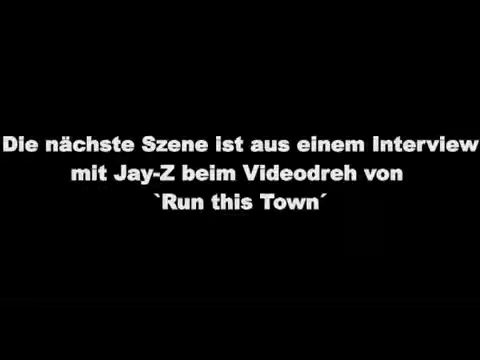 Die nächste Szene ist aus einem Interview
mit Jay-Z beim Videodreh von
`Run this Town´